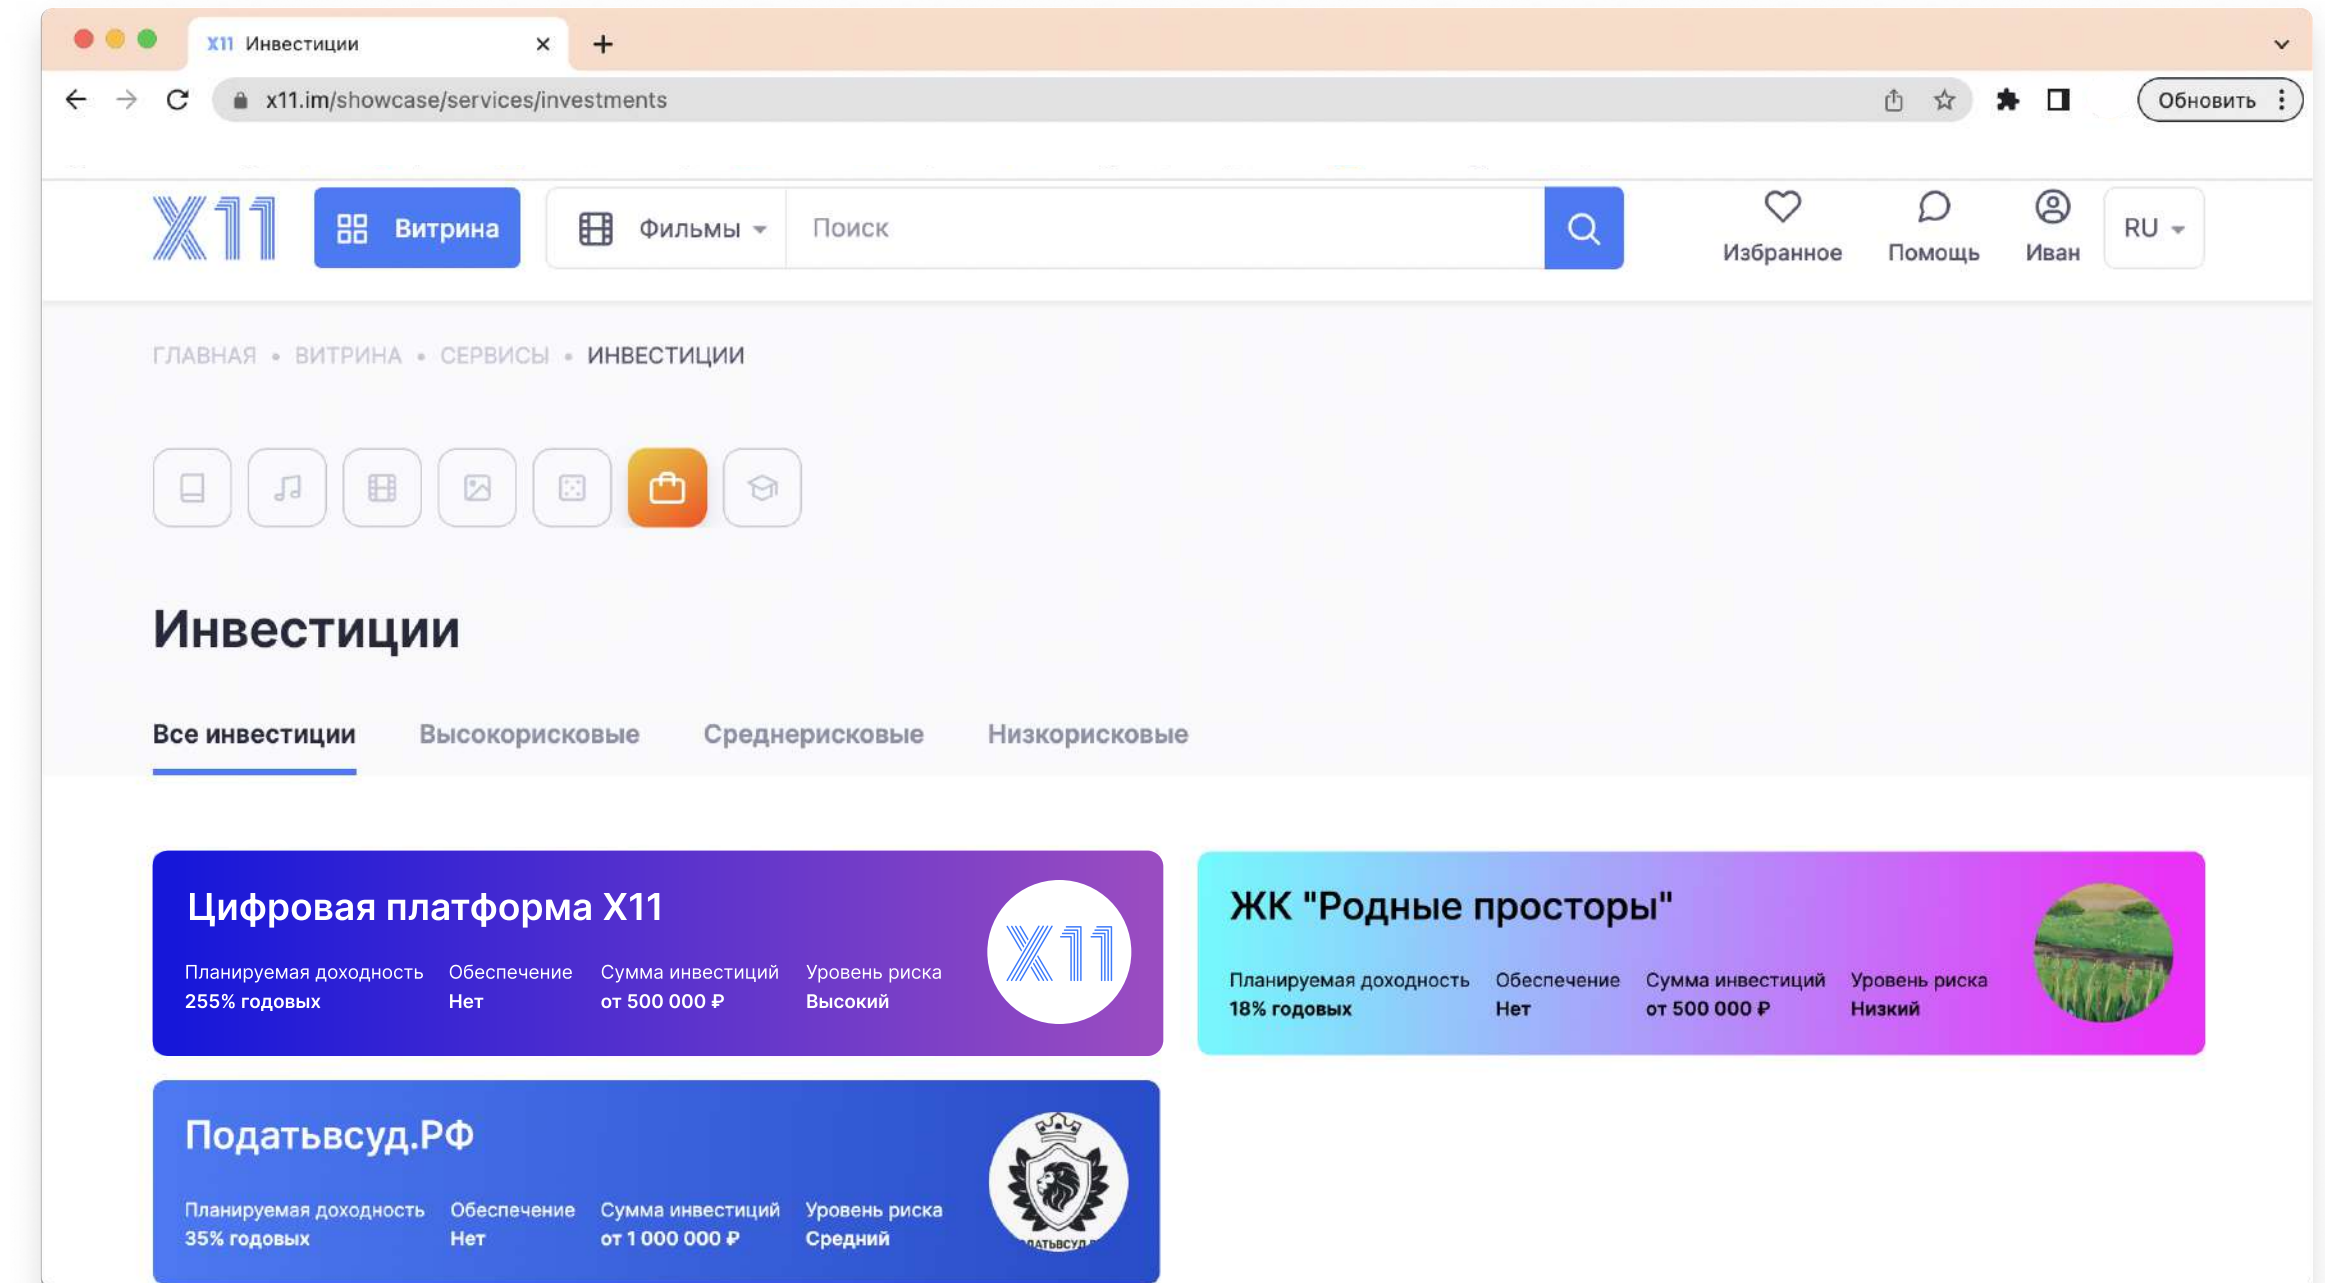 X11 Инвестиции
x11.im/showcase/services/investments
Обновить
X11
Витрина
Фильмы
Поиск
Избранное
Помощь
Иван
RU
ГЛАВНАЯ • ВИТРИНА • СЕРВИСЫ • ИНВЕСТИЦИИ
Инвестиции
Все инвестиции
Высокорисковые
Среднерисковые
Низкорисковые
Цифровая платформа X11
Планируемая доходность Обеспечение Сумма инвестиций Уровень риска
255% годовых Нет от 500 000 ₽ Высокий
X11
ЖК "Родные просторы"
Планируемая доходность Обеспечение Сумма инвестиций Уровень риска
18% годовых Нет от 500 000 ₽ Низкий
Податьвсуд.РФ
Планируемая доходность Обеспечение Сумма инвестиций Уровень риска
35% годовых Нет от 1 000 000 ₽ Средний